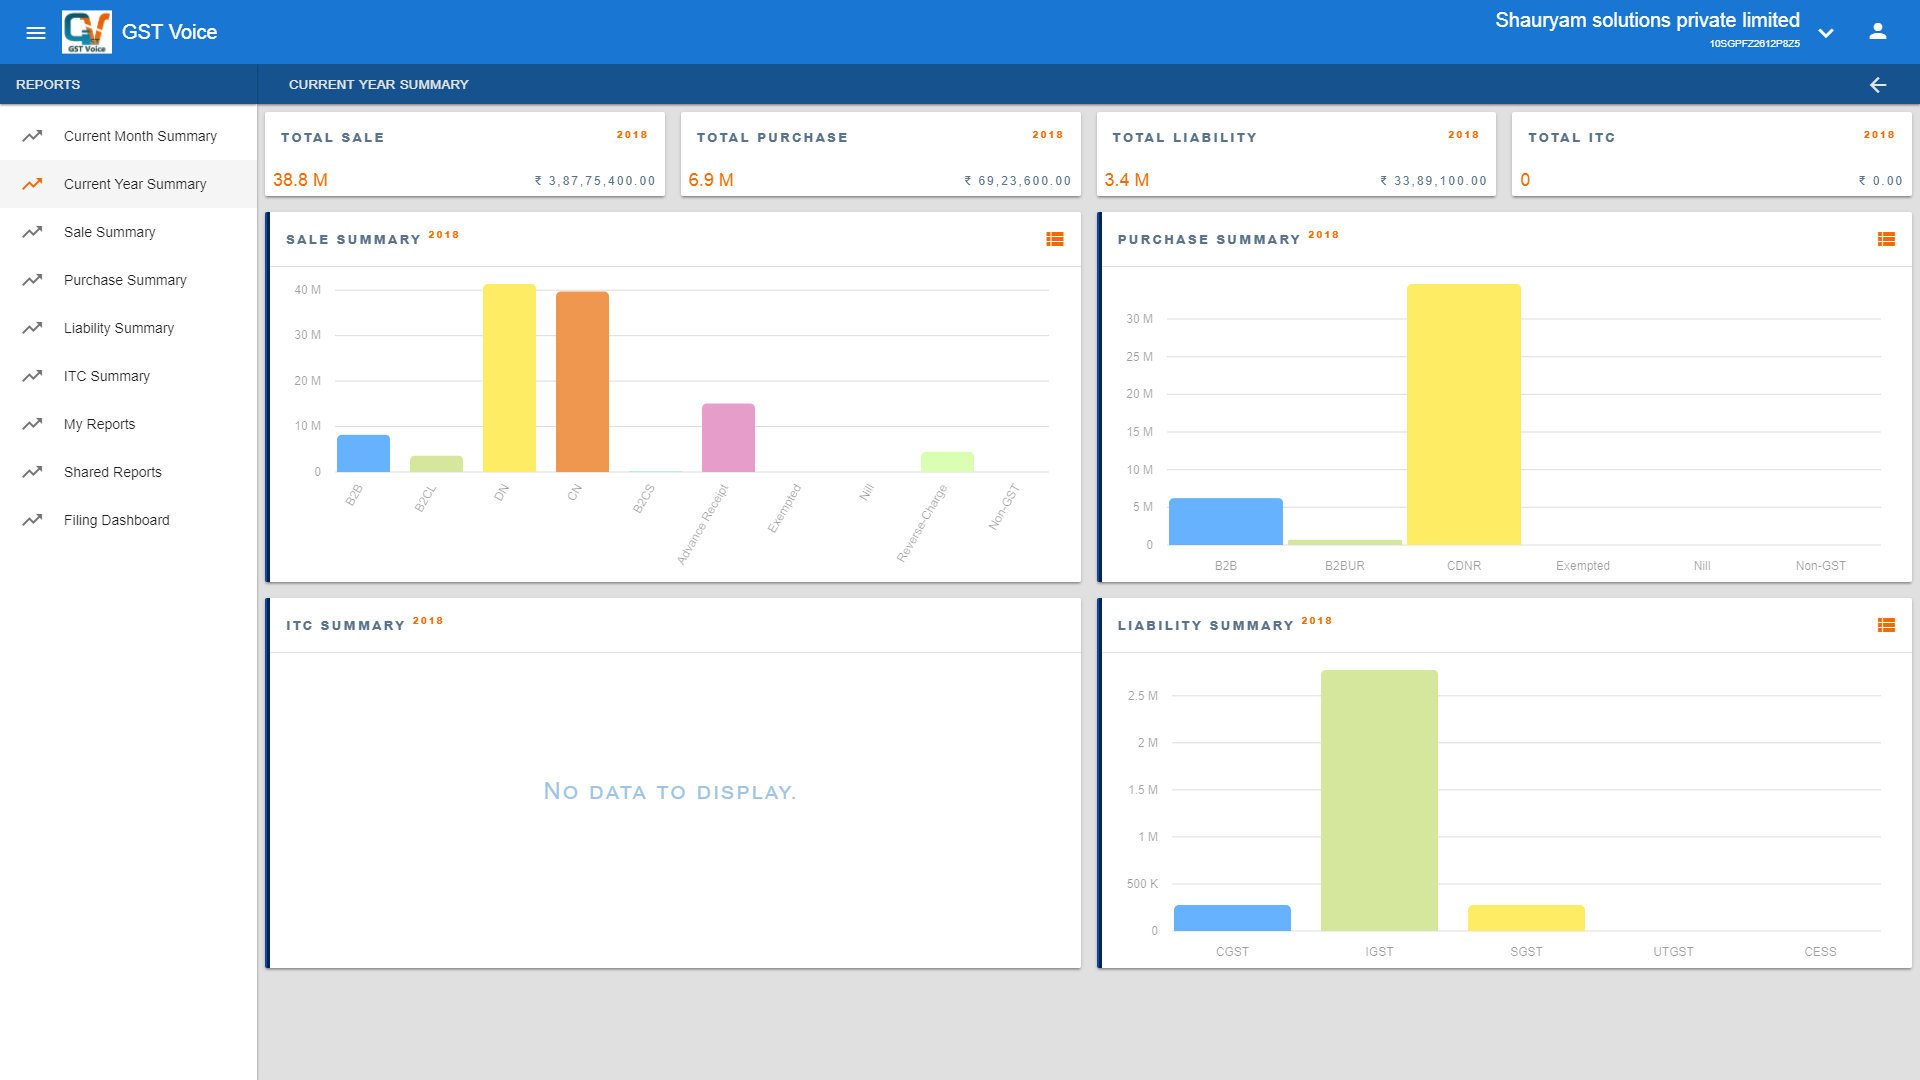 GST Voice
GST Voice
Shauryam solutions private limited
10SGPFZ2612P8Z5
REPORTS
CURRENT YEAR SUMMARY
Current Month Summary
Current Year Summary
Sale Summary
Purchase Summary
Liability Summary
ITC Summary
My Reports
Shared Reports
Filing Dashboard
TOTAL SALE 2018
38.8 M ₹ 3,87,75,400.00
TOTAL PURCHASE 2018
6.9 M ₹ 69,23,600.00
TOTAL LIABILITY 2018
3.4 M ₹ 33,89,100.00
TOTAL ITC 2018
0 ₹ 0.00
SALE SUMMARY 2018
40 M
30 M
20 M
10 M
0
B2B B2CL DN CN B2CS Advance Receipt Exempted Nill Reverse-Charge Non-GST
PURCHASE SUMMARY 2018
30 M
25 M
20 M
15 M
10 M
5 M
0
B2B B2BUR CDNR Exempted Nill Non-GST
ITC SUMMARY 2018
No data to display.
LIABILITY SUMMARY 2018
2.5 M
2 M
1.5 M
1 M
500 K
0
CGST IGST SGST UTGST CESS